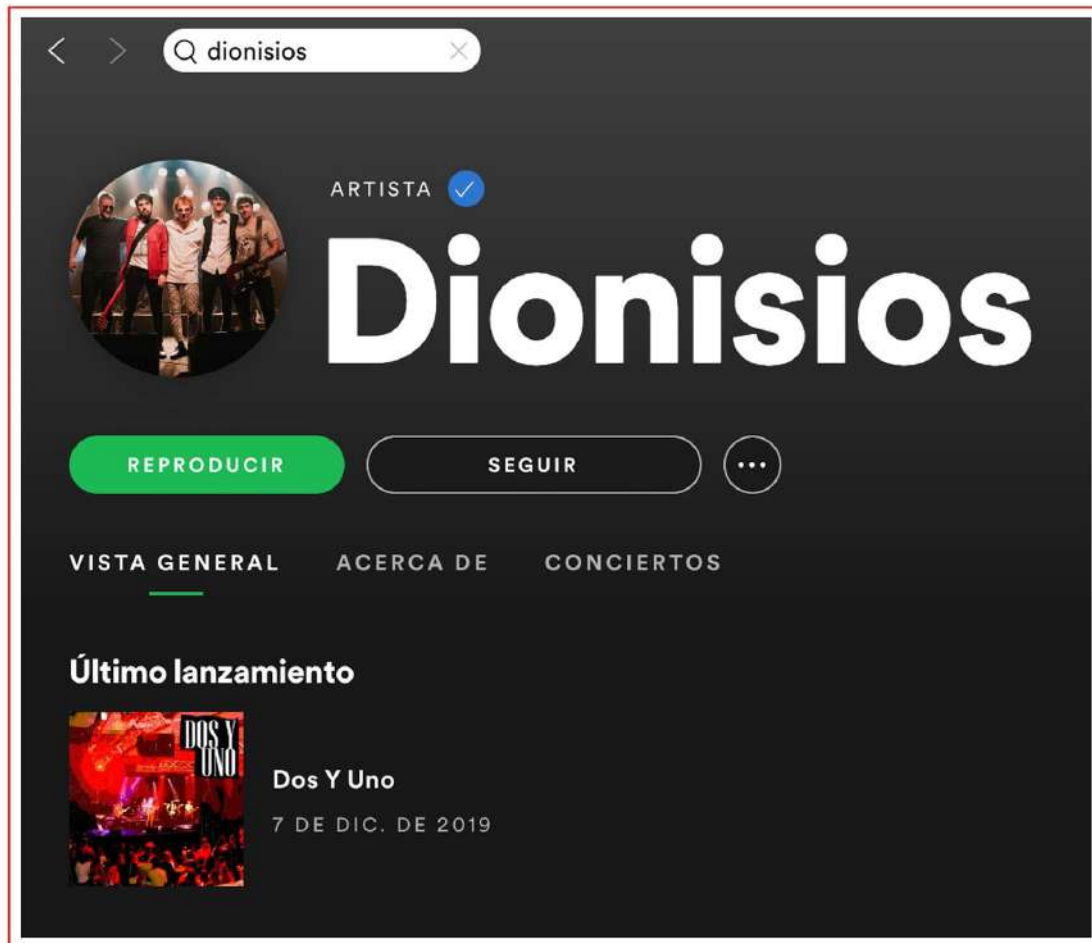 dionisios
ARTISTA
Dionisios
REPRODUCIR
SEGUIR
VISTA GENERAL ACERCA DE CONCIERTOS
Último lanzamiento
DOS Y
UNO
Dos Y Uno
7 DE DIC. DE 2019